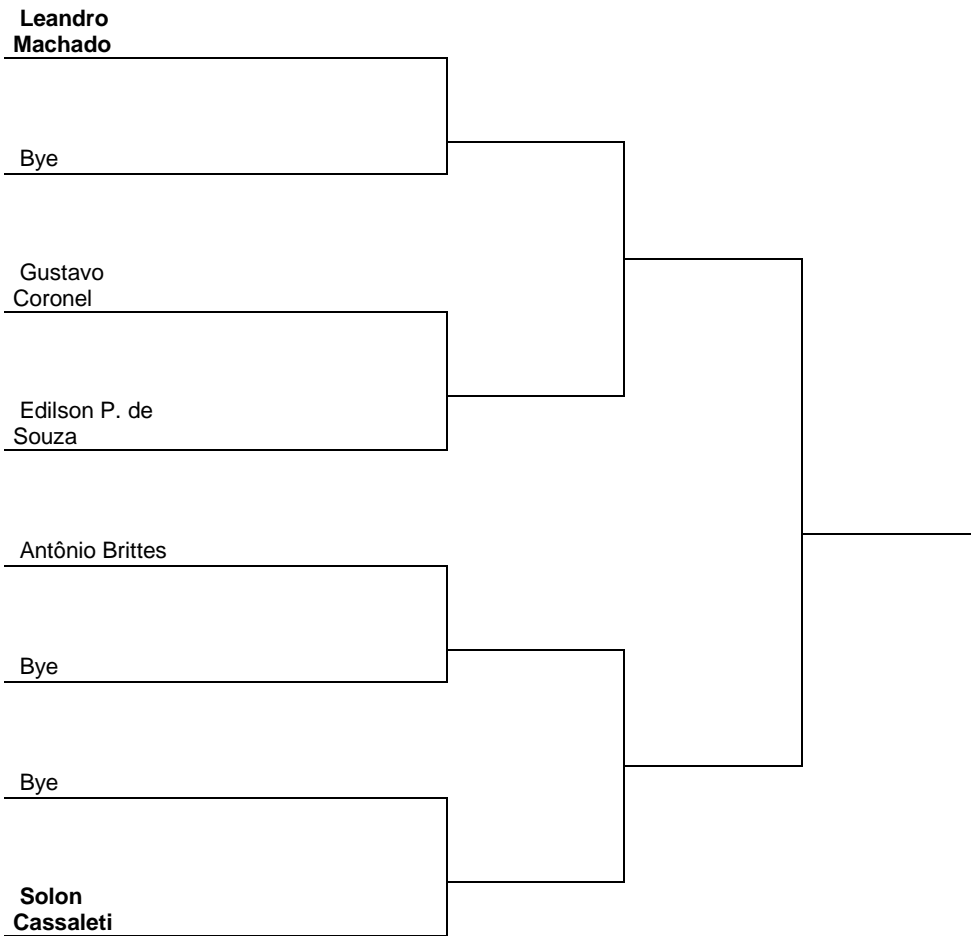 Leandro
Machado
Bye
Gustavo
Coronel
Edilson P. de
Souza
Antônio Brittes
Bye
Bye
Solon
Cassaleti